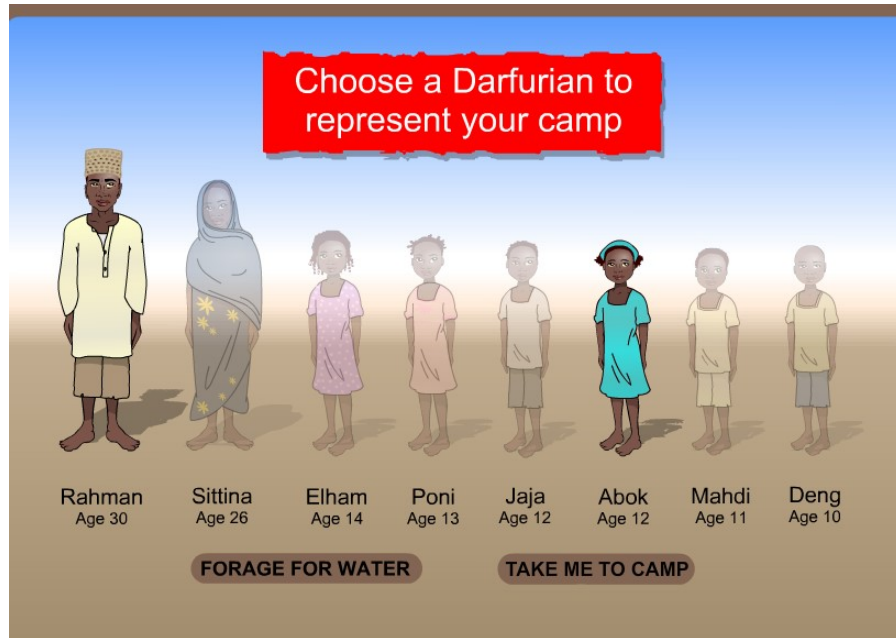 Choose a Darfurian to
represent your camp
Rahman
Age 30
Sittina
Age 26
Elham
Age 14
Poni
Age 13
Jaja
Age 12
Abok
Age 12
Mahdi
Age 11
Deng
Age 10
FORAGE FOR WATER
TAKE ME TO CAMP